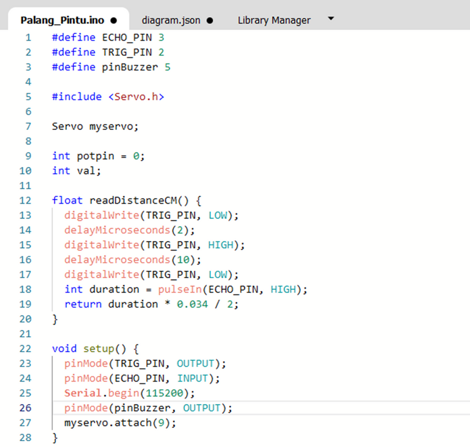 Palang_Pintu.ino ● diagram.json ● Library Manager
1 #define ECHO_PIN 3
2 #define TRIG_PIN 2
3 #define pinBuzzer 5
4
5 #include <Servo.h>
6
7 Servo myservo;
8
9 int potpin = 0;
10 int val;
11
12 float readDistanceCM() {
13   digitalWrite(TRIG_PIN, LOW);
14   delayMicroseconds(2);
15   digitalWrite(TRIG_PIN, HIGH);
16   delayMicroseconds(10);
17   digitalWrite(TRIG_PIN, LOW);
18   int duration = pulseIn(ECHO_PIN, HIGH);
19   return duration * 0.034 / 2;
20 }
21
22 void setup() {
23   pinMode(TRIG_PIN, OUTPUT);
24   pinMode(ECHO_PIN, INPUT);
25   Serial.begin(115200);
26   pinMode(pinBuzzer, OUTPUT);
27   myservo.attach(9);
28 }